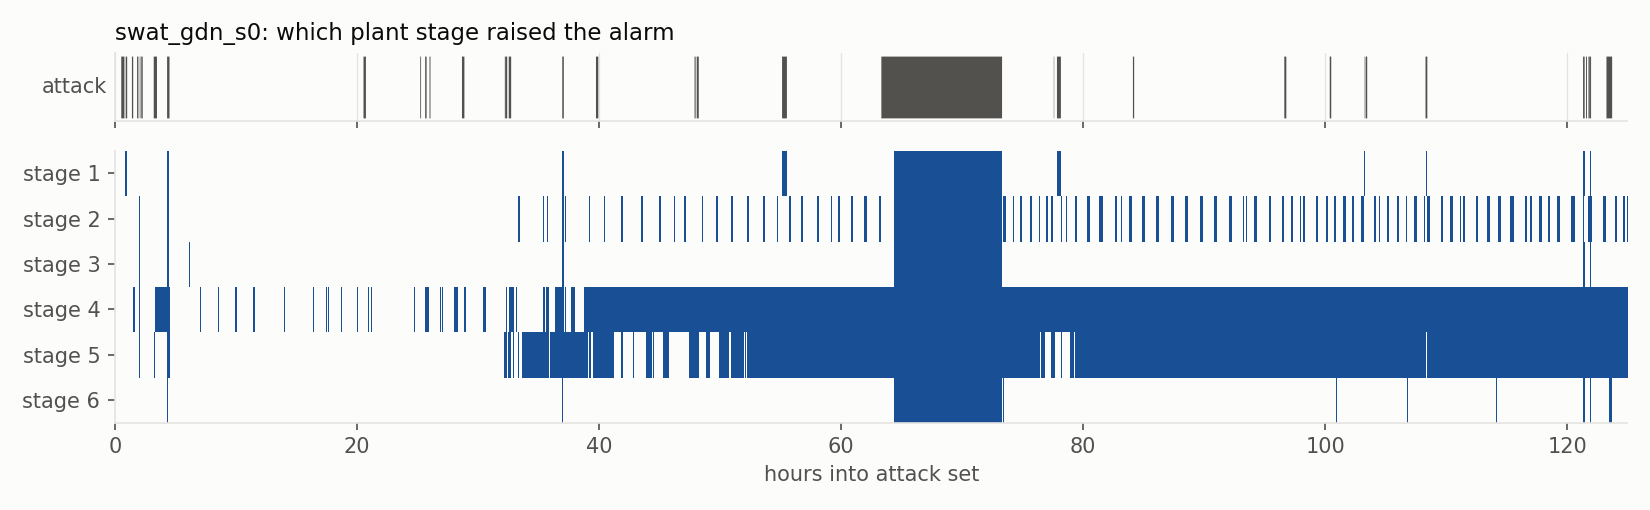 swat_gdn_s0: which plant stage raised the alarm
attack
stage 1
stage 2
stage 3
stage 4
stage 5
stage 6
0 20 40 60 80 100 120
hours into attack set